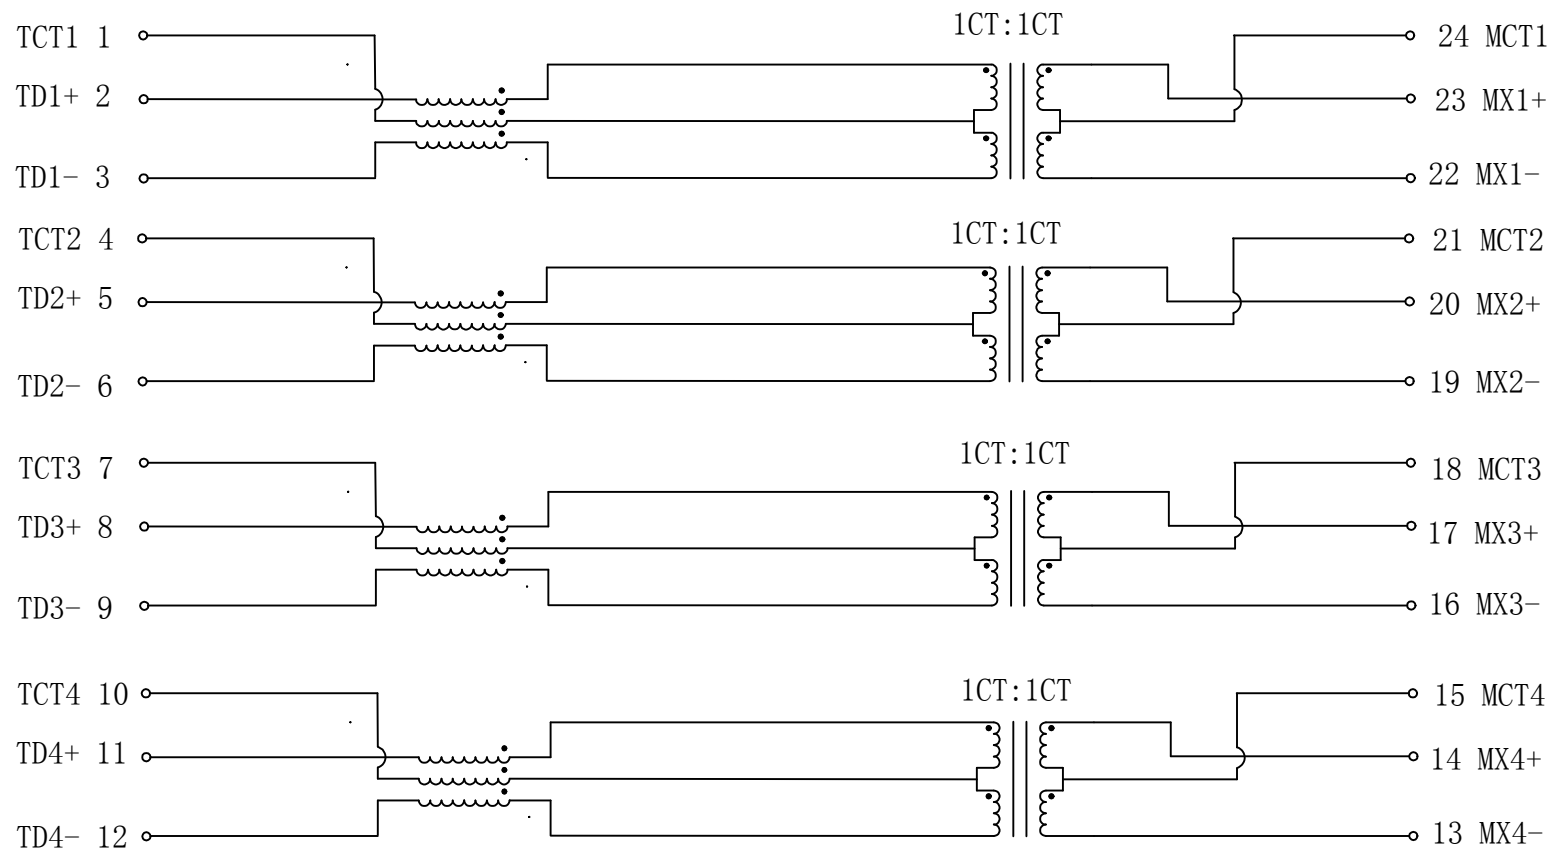 1CT:1CT
TCT1 1
24 MCT1
TD1+ 2
23 MX1+
TD1- 3
22 MX1-
1CT:1CT
TCT2 4
21 MCT2
TD2+ 5
20 MX2+
TD2- 6
19 MX2-
1CT:1CT
TCT3 7
18 MCT3
TD3+ 8
17 MX3+
TD3- 9
16 MX3-
1CT:1CT
TCT4 10
15 MCT4
TD4+ 11
14 MX4+
TD4- 12
13 MX4-